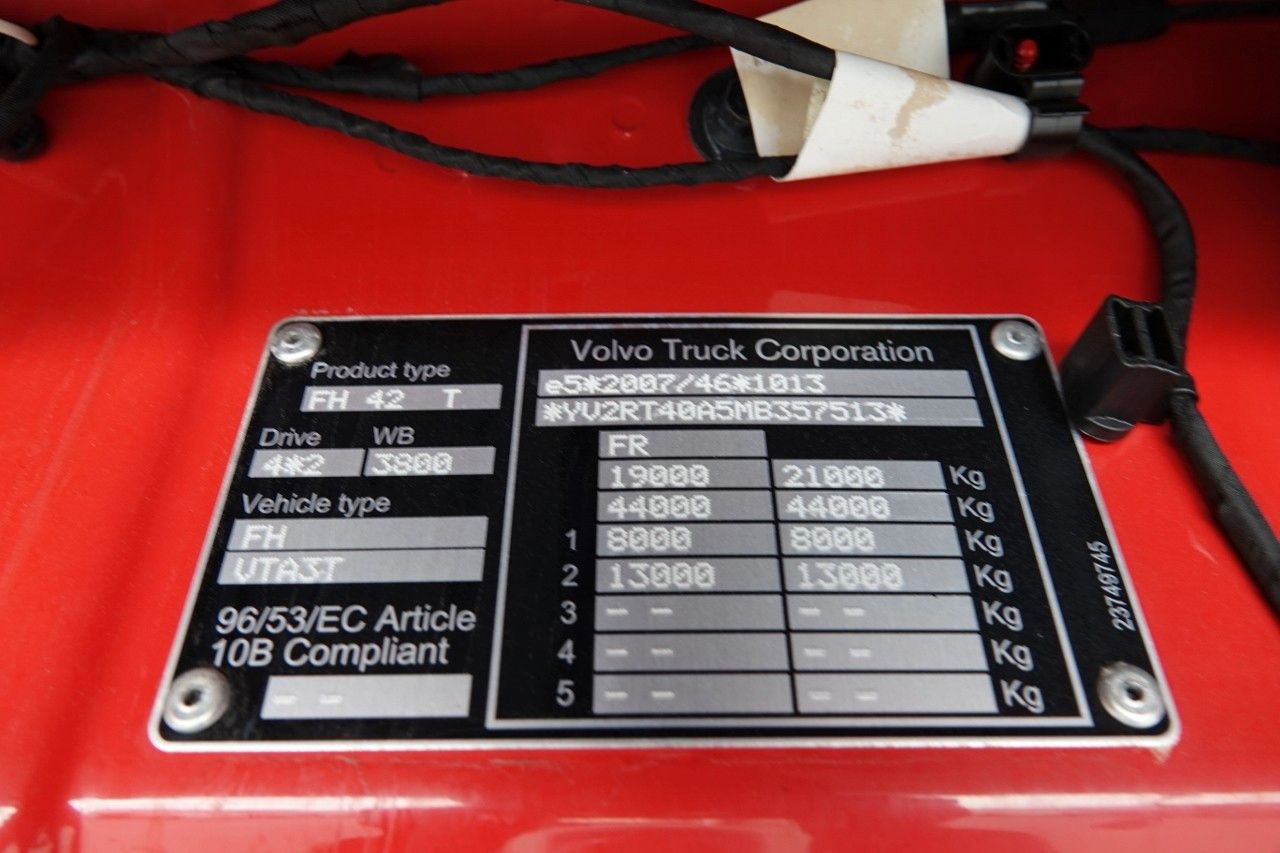 Product type
FH 42 T
Drive WB
4*2 3800
Vehicle type
FH
VTA3T
96/53/EC Article
10B Compliant
-- --
Volvo Truck Corporation
e5*2007/46*1013
*YV2RT40A5MB357513*
FR
19000 21000 Kg
44000 44000 Kg
1 8000 8000 Kg
2 13000 13000 Kg
3 -- -- -- -- Kg
4 -- -- -- -- Kg
5 -- -- -- -- Kg
23749745